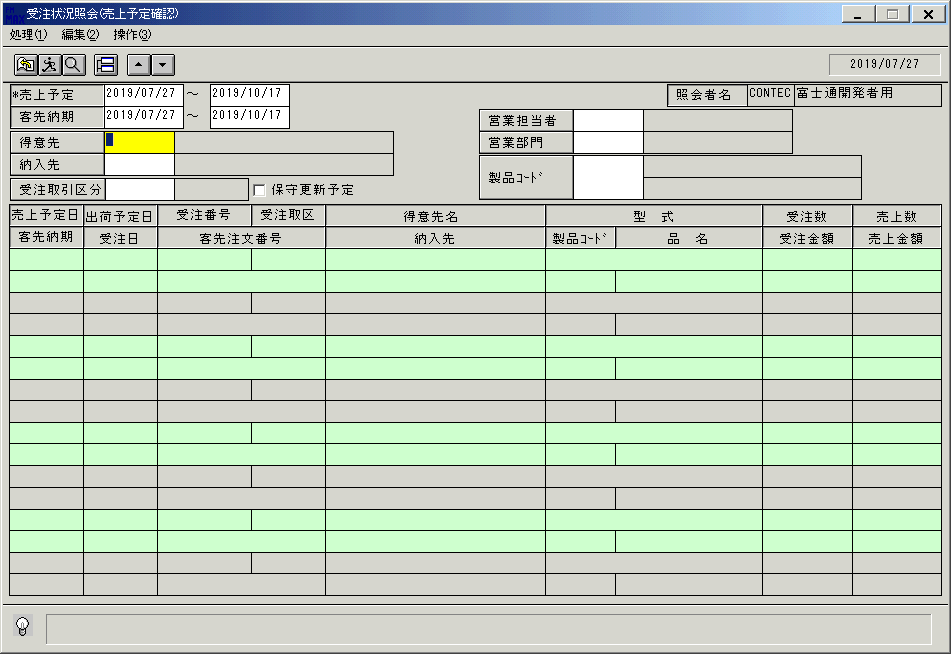 受注状況照会(売上予定確認)
処理(1) 編集(2) 操作(3)
2019/07/27
*売上予定 2019/07/27 ～ 2019/10/17 照会者名 CONTEC 富士通開発者用
客先納期 2019/07/27 ～ 2019/10/17 営業担当者
得意先 営業部門
納入先 製品ｺｰﾄﾞ
受注取引区分 保守更新予定
売上予定日 出荷予定日 受注番号 受注取区 得意先名 型 式 受注数 売上数
客先納期 受注日 客先注文番号 納入先 製品ｺｰﾄﾞ 品 名 受注金額 売上金額